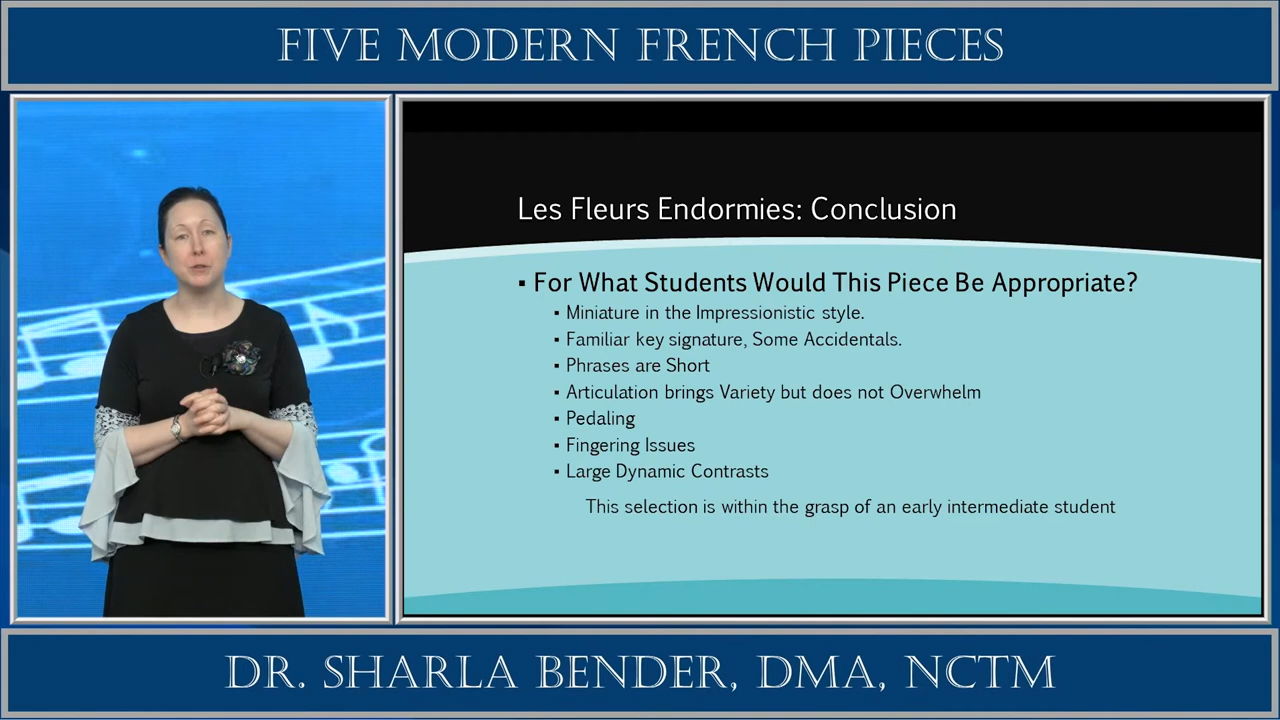 FIVE MODERN FRENCH PIECES
Les Fleurs Endormies: Conclusion
▪ For What Students Would This Piece Be Appropriate?
▪ Miniature in the Impressionistic style.
▪ Familiar key signature, Some Accidentals.
▪ Phrases are Short
▪ Articulation brings Variety but does not Overwhelm
▪ Pedaling
▪ Fingering Issues
▪ Large Dynamic Contrasts
This selection is within the grasp of an early intermediate student
DR. SHARLA BENDER, DMA, NCTM